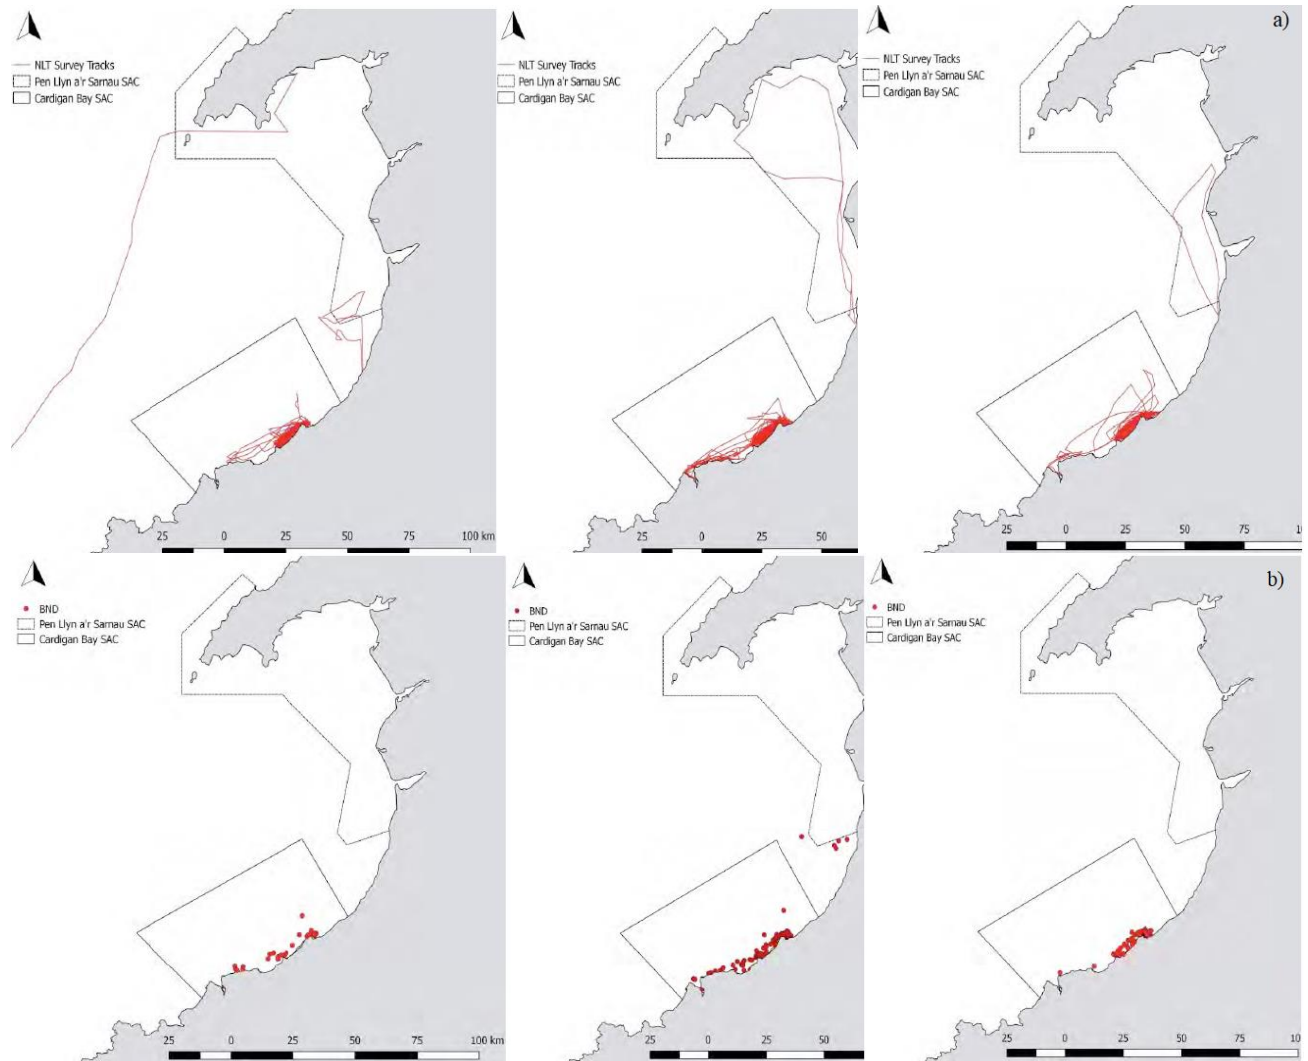 NLT Survey Tracks
Pen Llyn a'r Sarnau SAC
Cardigan Bay SAC
25 0 25 50 75 100 km
NLT Survey Tracks
Pen Llyn a'r Sarnau SAC
Cardigan Bay SAC
25 0 25 50
a)
NLT Survey Tracks
Pen Llyn a'r Sarnau SAC
Cardigan Bay SAC
25 0 25 50 75
BND
Pen Llyn a'r Sarnau SAC
Cardigan Bay SAC
25 0 25 50 75 100 km
BND
Pen Llyn a'r Sarnau SAC
Cardigan Bay SAC
25 0 25 50
b)
BND
Pen Llyn a'r Sarnau SAC
Cardigan Bay SAC
25 0 25 50 75